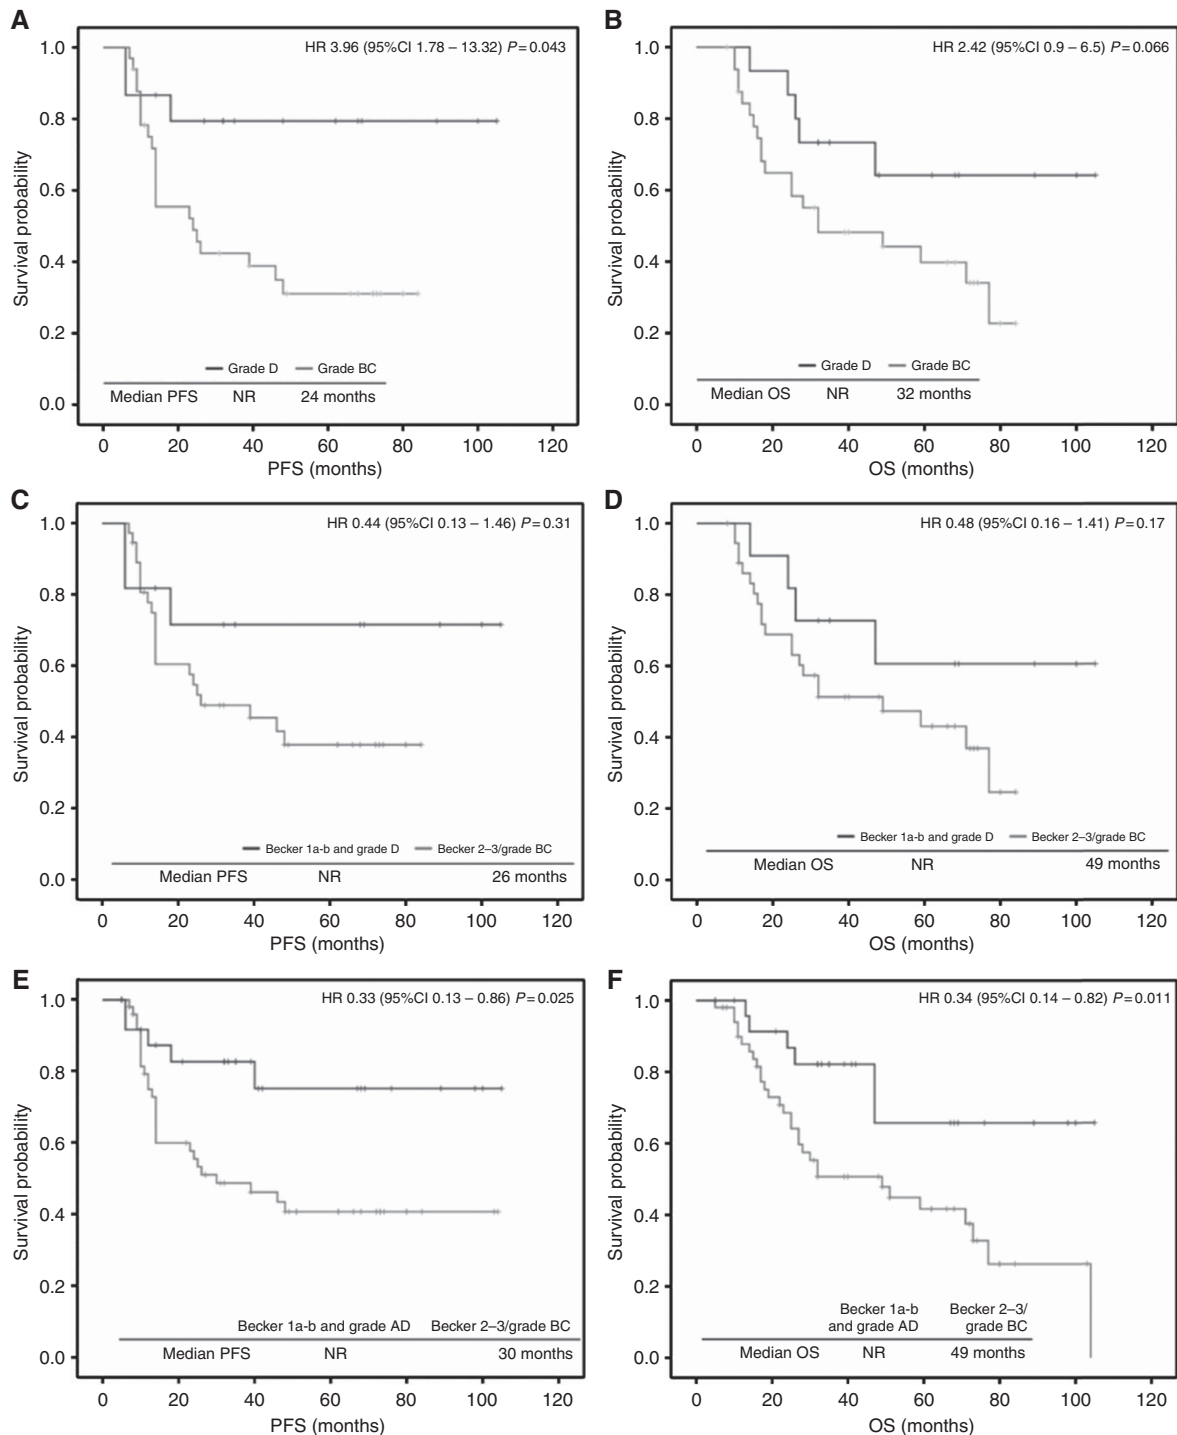 A
HR 3.96 (95%CI 1.78 – 13.32) P=0.043
Survival probability
1.0
0.8
0.6
0.4
0.2
0.0
Grade D Grade BC
Median PFS NR 24 months
0 20 40 60 80 100 120
PFS (months)
B
HR 2.42 (95%CI 0.9 – 6.5) P=0.066
Survival probability
1.0
0.8
0.6
0.4
0.2
0.0
Grade D Grade BC
Median OS NR 32 months
0 20 40 60 80 100 120
OS (months)
C
HR 0.44 (95%CI 0.13 – 1.46) P=0.31
Survival probability
1.0
0.8
0.6
0.4
0.2
0.0
Becker 1a-b and grade D Becker 2–3/grade BC
Median PFS NR 26 months
0 20 40 60 80 100 120
PFS (months)
D
HR 0.48 (95%CI 0.16 – 1.41) P=0.17
Survival probability
1.0
0.8
0.6
0.4
0.2
0.0
Becker 1a-b and grade D Becker 2–3/grade BC
Median OS NR 49 months
0 20 40 60 80 100 120
OS (months)
E
HR 0.33 (95%CI 0.13 – 0.86) P=0.025
Survival probability
1.0
0.8
0.6
0.4
0.2
0.0
Becker 1a-b and grade AD Becker 2–3/grade BC
Median PFS NR 30 months
0 20 40 60 80 100 120
PFS (months)
F
HR 0.34 (95%CI 0.14 – 0.82) P=0.011
Survival probability
1.0
0.8
0.6
0.4
0.2
0.0
Becker 1a-b Becker 2–3/
and grade AD grade BC
Median OS NR 49 months
0 20 40 60 80 100 120
OS (months)